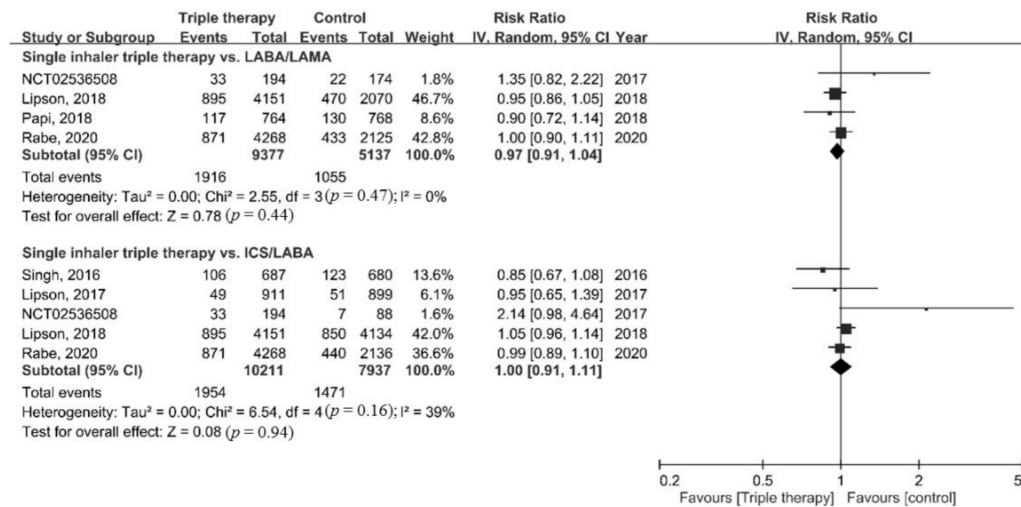 Triple therapy Control Risk Ratio Risk Ratio
Study or Subgroup Events Total Events Total Weight IV, Random, 95% CI Year IV, Random, 95% CI
Single inhaler triple therapy vs. LABA/LAMA
NCT02536508 33 194 22 174 1.8% 1.35 [0.82, 2.22] 2017
Lipson, 2018 895 4151 470 2070 46.7% 0.95 [0.86, 1.05] 2018
Papi, 2018 117 764 130 768 8.6% 0.90 [0.72, 1.14] 2018
Rabe, 2020 871 4268 433 2125 42.8% 1.00 [0.90, 1.11] 2020
Subtotal (95% CI) 9377 5137 100.0% 0.97 [0.91, 1.04]
Total events 1916 1055
Heterogeneity: Tau² = 0.00; Chi² = 2.55, df = 3 (p = 0.47); I² = 0%
Test for overall effect: Z = 0.78 (p = 0.44)
Single inhaler triple therapy vs. ICS/LABA
Singh, 2016 106 687 123 680 13.6% 0.85 [0.67, 1.08] 2016
Lipson, 2017 49 911 51 899 6.1% 0.95 [0.65, 1.39] 2017
NCT02536508 33 194 7 88 1.6% 2.14 [0.98, 4.64] 2017
Lipson, 2018 895 4151 850 4134 42.0% 1.05 [0.96, 1.14] 2018
Rabe, 2020 871 4268 440 2136 36.6% 0.99 [0.89, 1.10] 2020
Subtotal (95% CI) 10211 7937 100.0% 1.00 [0.91, 1.11]
Total events 1954 1471
Heterogeneity: Tau² = 0.00; Chi² = 6.54, df = 4 (p = 0.16); I² = 39%
Test for overall effect: Z = 0.08 (p = 0.94)
0.2 0.5 1 2 5
Favours [Triple therapy] Favours [control]